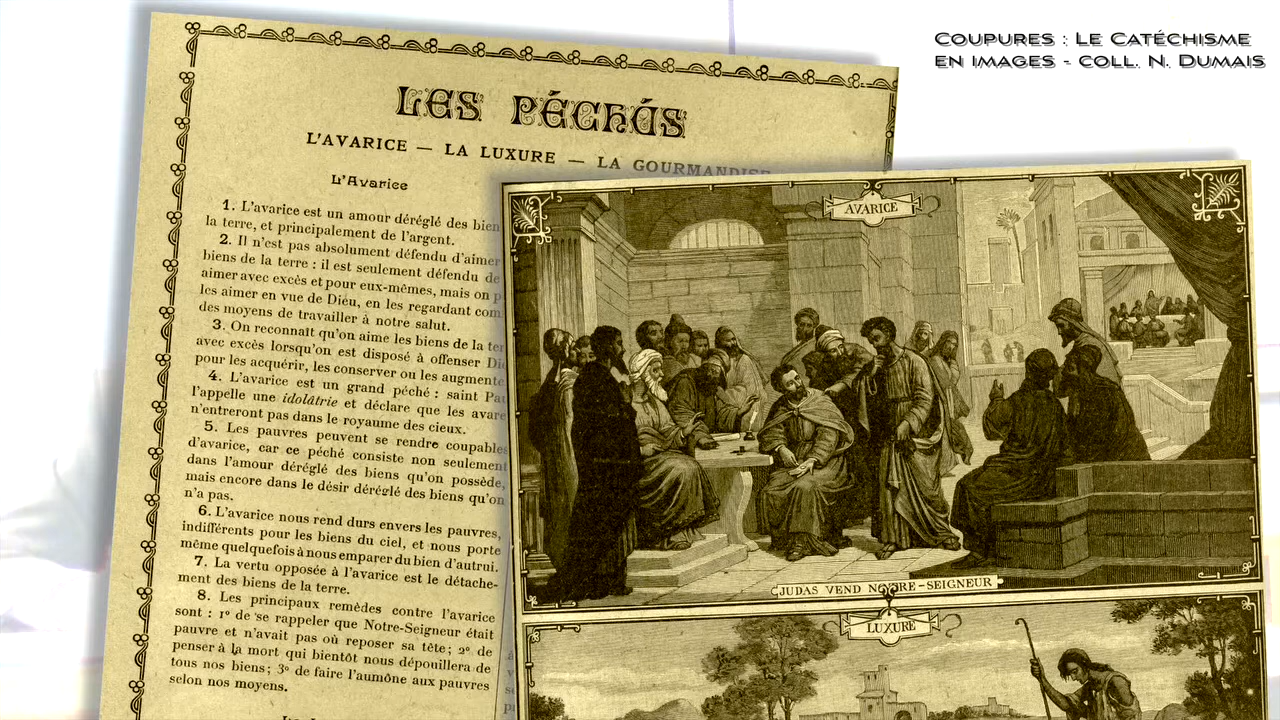 COUPURES : LE CATÉCHISME
EN IMAGES - COLL. N. DUMAIS
LES PÉCHÉS
L'AVARICE — LA LUXURE — LA GOURMANDISE
L'Avarice
1. L'avarice est un amour déréglé des bien
la terre, et principalement de l'argent.
2. Il n'est pas absolument défendu d'aimer
biens de la terre : il est seulement défendu de
aimer avec excès et pour eux-mêmes, mais on p
les aimer en vue de Dieu, en les regardant com
des moyens de travailler à notre salut.
3. On reconnaît qu'on aime les biens de la ter
avec excès lorsqu'on est disposé à offenser Di
pour les acquérir, les conserver ou les augmente
4. L'avarice est un grand péché : saint Pau
l'appelle une idolâtrie et déclare que les avare
n'entreront pas dans le royaume des cieux.
5. Les pauvres peuvent se rendre coupables
d'avarice, car ce péché consiste non seulement
dans l'amour déréglé des biens qu'on possède,
mais encore dans le désir déréglé des biens qu'on
n'a pas.
6. L'avarice nous rend durs envers les pauvres,
indifférents pour les biens du ciel, et nous porte
même quelquefois à nous emparer du bien d'autrui.
7. La vertu opposée à l'avarice est le détache-
ment des biens de la terre.
8. Les principaux remèdes contre l'avarice
sont : 1º de se rappeler que Notre-Seigneur était
pauvre et n'avait pas où reposer sa tête; 2º de
penser à la mort qui bientôt nous dépouillera de
tous nos biens; 3º de faire l'aumône aux pauvres
selon nos moyens.
AVARICE
JUDAS VEND NOTRE-SEIGNEUR
LUXURE